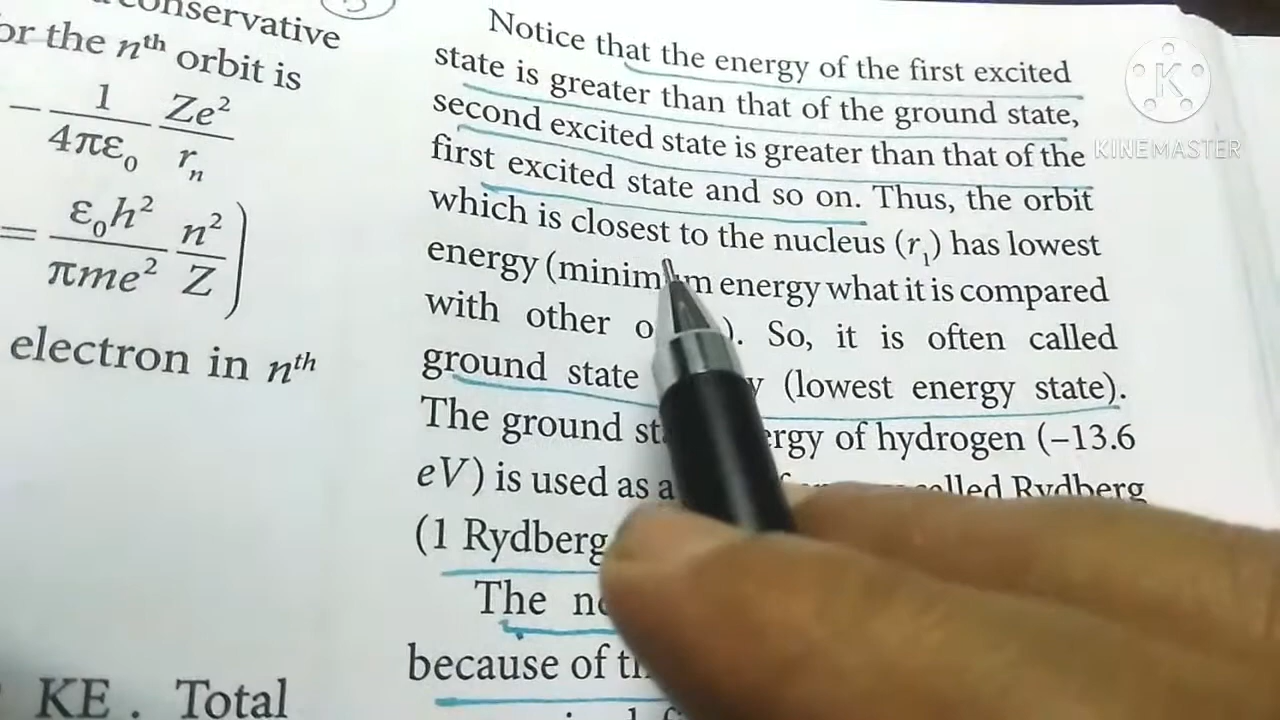 conservative
or the nth orbit is
− 1/4πε₀ Ze²/rₙ
= ε₀h²/πme² n²/Z )
electron in nth
KE . Total
Notice that the energy of the first excited
state is greater than that of the ground state,
second excited state is greater than that of the
first excited state and so on. Thus, the orbit
which is closest to the nucleus (r₁) has lowest
energy (minimum energy what it is compared
with other ). So, it is often called
ground state (lowest energy state).
The ground of hydrogen (−13.6
eV) is used as a called Rydberg
(1 Rydberg
The
because of
K
KINEMASTER